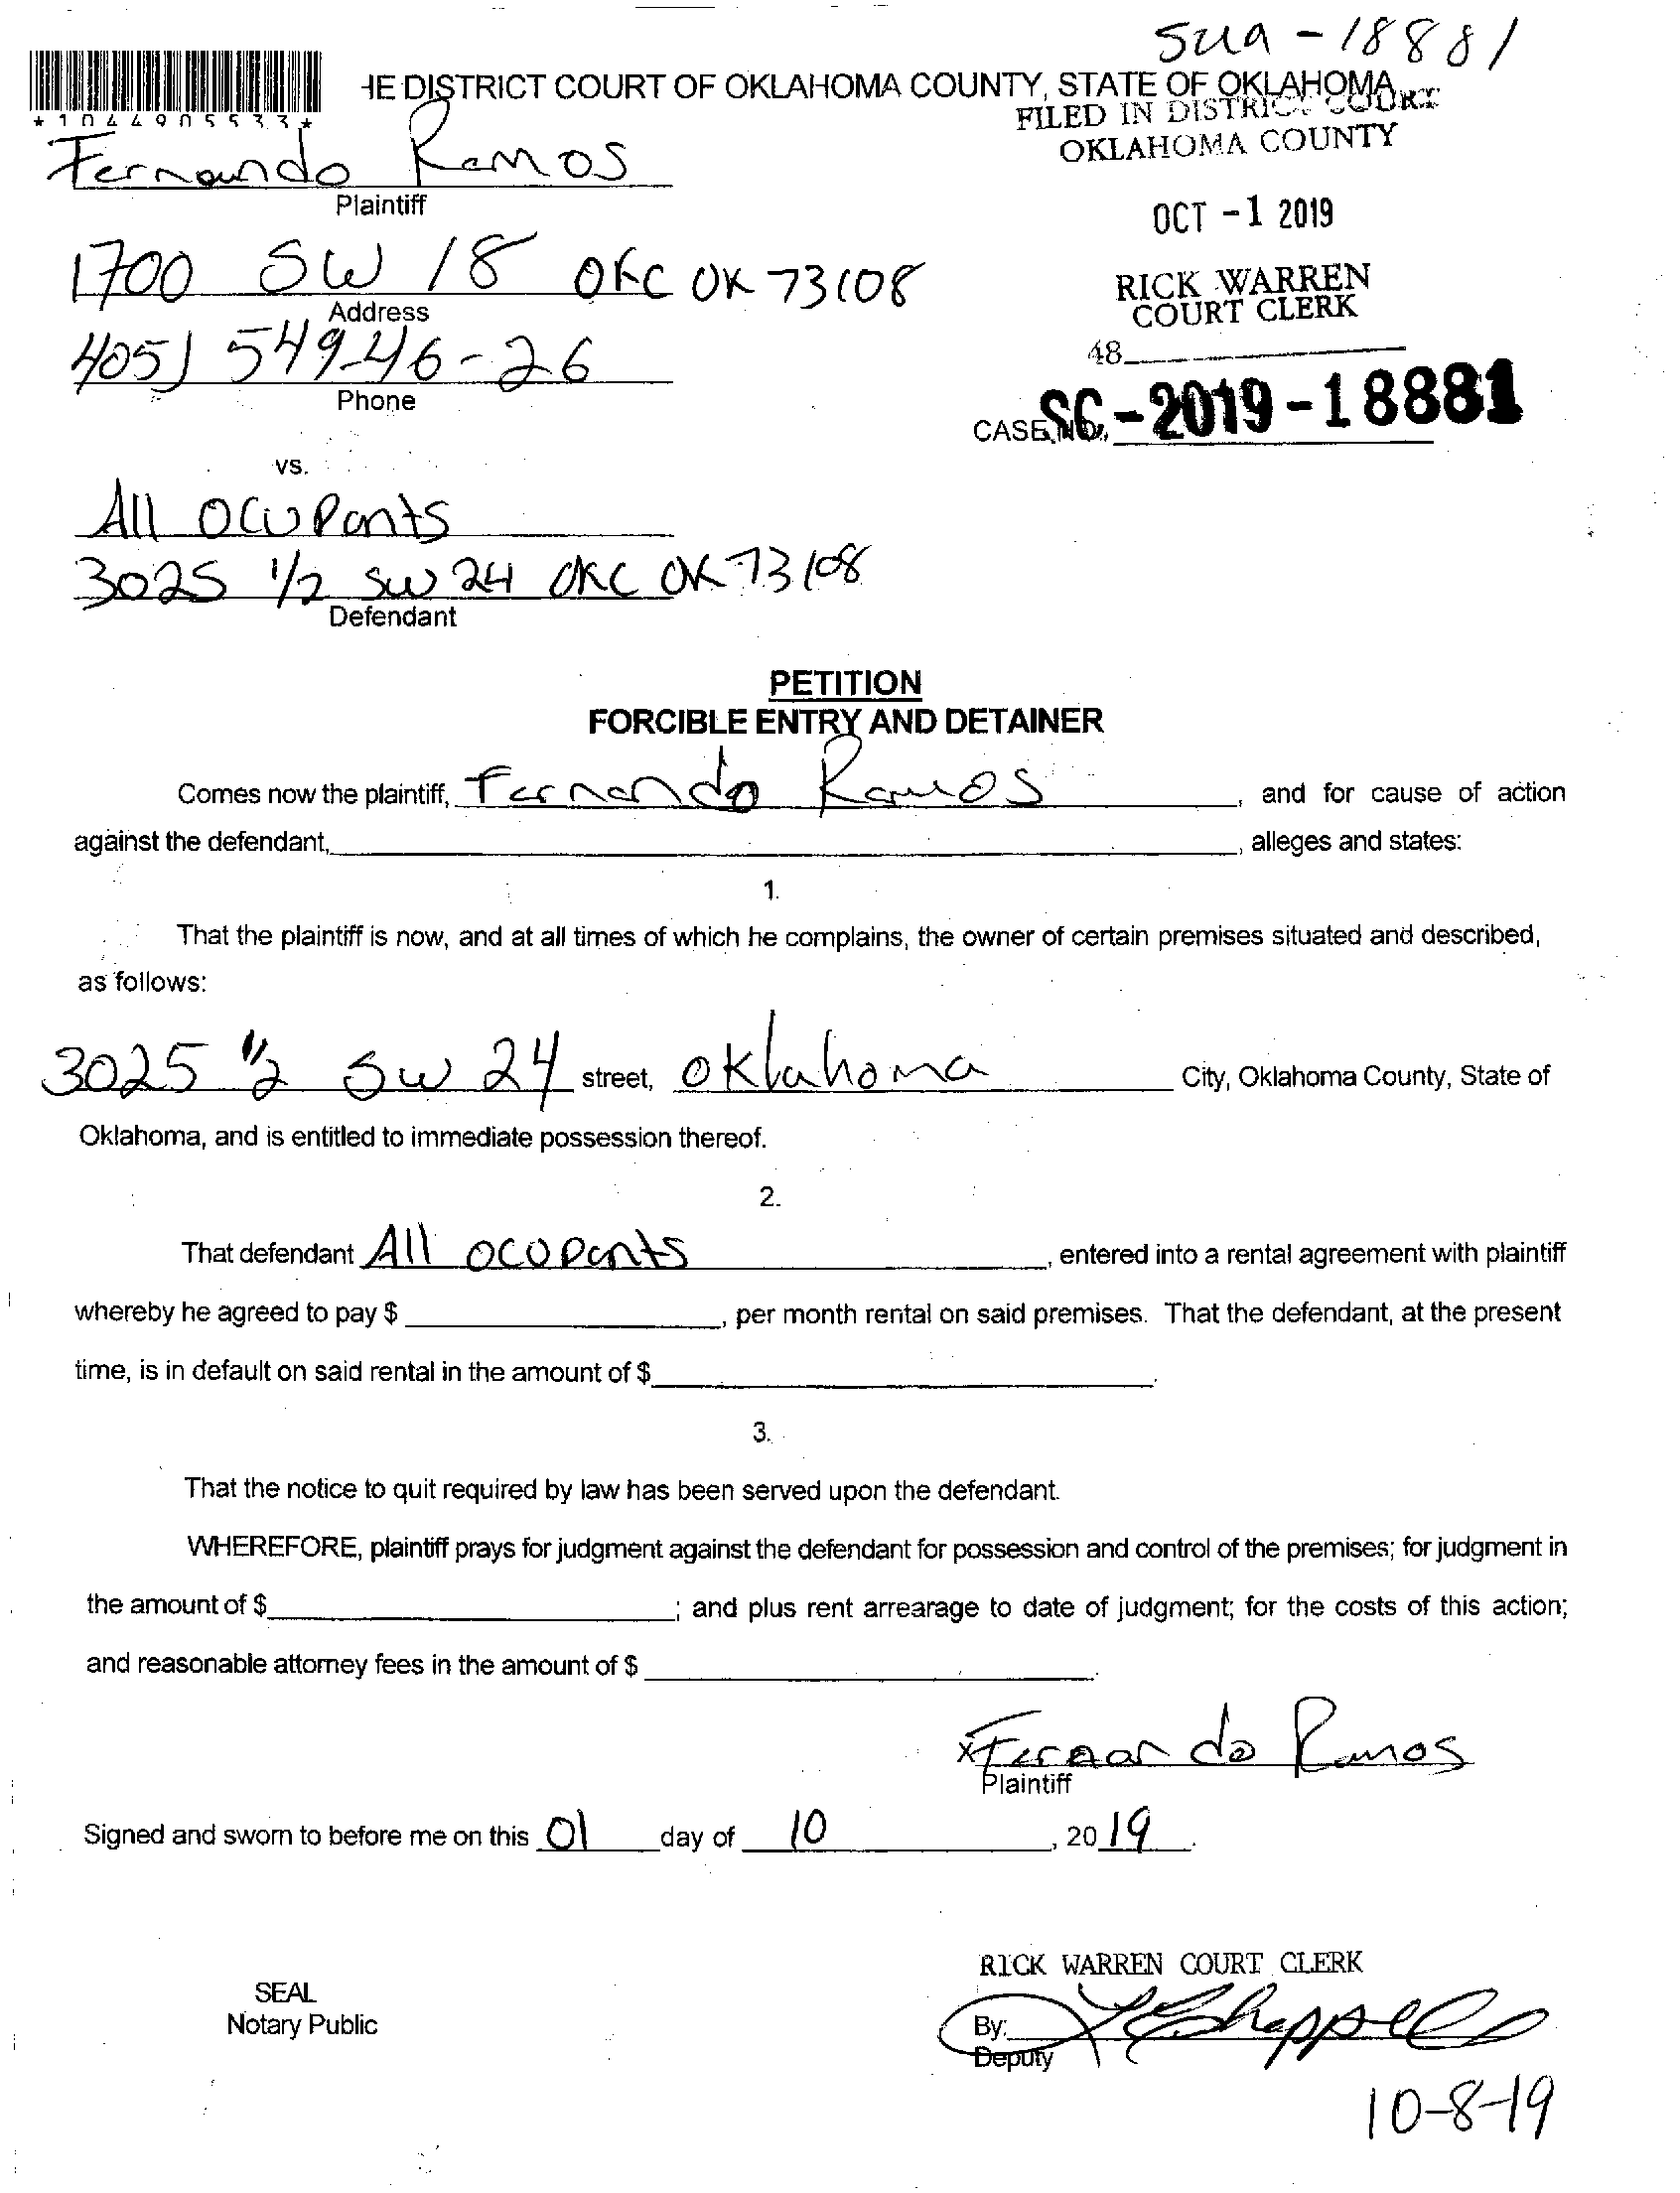 SMA-18881
HE DISTRICT COURT OF OKLAHOMA COUNTY, STATE OF OKLAHOMA
*1044905533*
FILED IN DISTRICT COURT
OKLAHOMA COUNTY
Fernando Ramos
Plaintiff
OCT -1 2019
1700 SW 18 OKC OK 73108
Address
RICK WARREN
COURT CLERK
405) 549-46-26
Phone
48
CASE NO. SC-2019-18881
vs.
All Ocupants
3025 1/2 SW 24 OKC OK 73108
Defendant
PETITION
FORCIBLE ENTRY AND DETAINER
Comes now the plaintiff, Fernando Ramos, and for cause of action
against the defendant, , alleges and states:
1.
That the plaintiff is now, and at all times of which he complains, the owner of certain premises situated and described,
as follows:
3025 1/2 SW 24 street, Oklahoma City, Oklahoma County, State of
Oklahoma, and is entitled to immediate possession thereof.
2.
That defendant All Ocupants, entered into a rental agreement with plaintiff
whereby he agreed to pay $ , per month rental on said premises. That the defendant, at the present
time, is in default on said rental in the amount of $ .
3.
That the notice to quit required by law has been served upon the defendant.
WHEREFORE, plaintiff prays for judgment against the defendant for possession and control of the premises; for judgment in
the amount of $ ; and plus rent arrearage to date of judgment; for the costs of this action;
and reasonable attorney fees in the amount of $ .
x Fernando Ramos
Plaintiff
Signed and sworn to before me on this 01 day of 10, 2019.
RICK WARREN COURT CLERK
SEAL
Notary Public
By:
Deputy
10-8-19